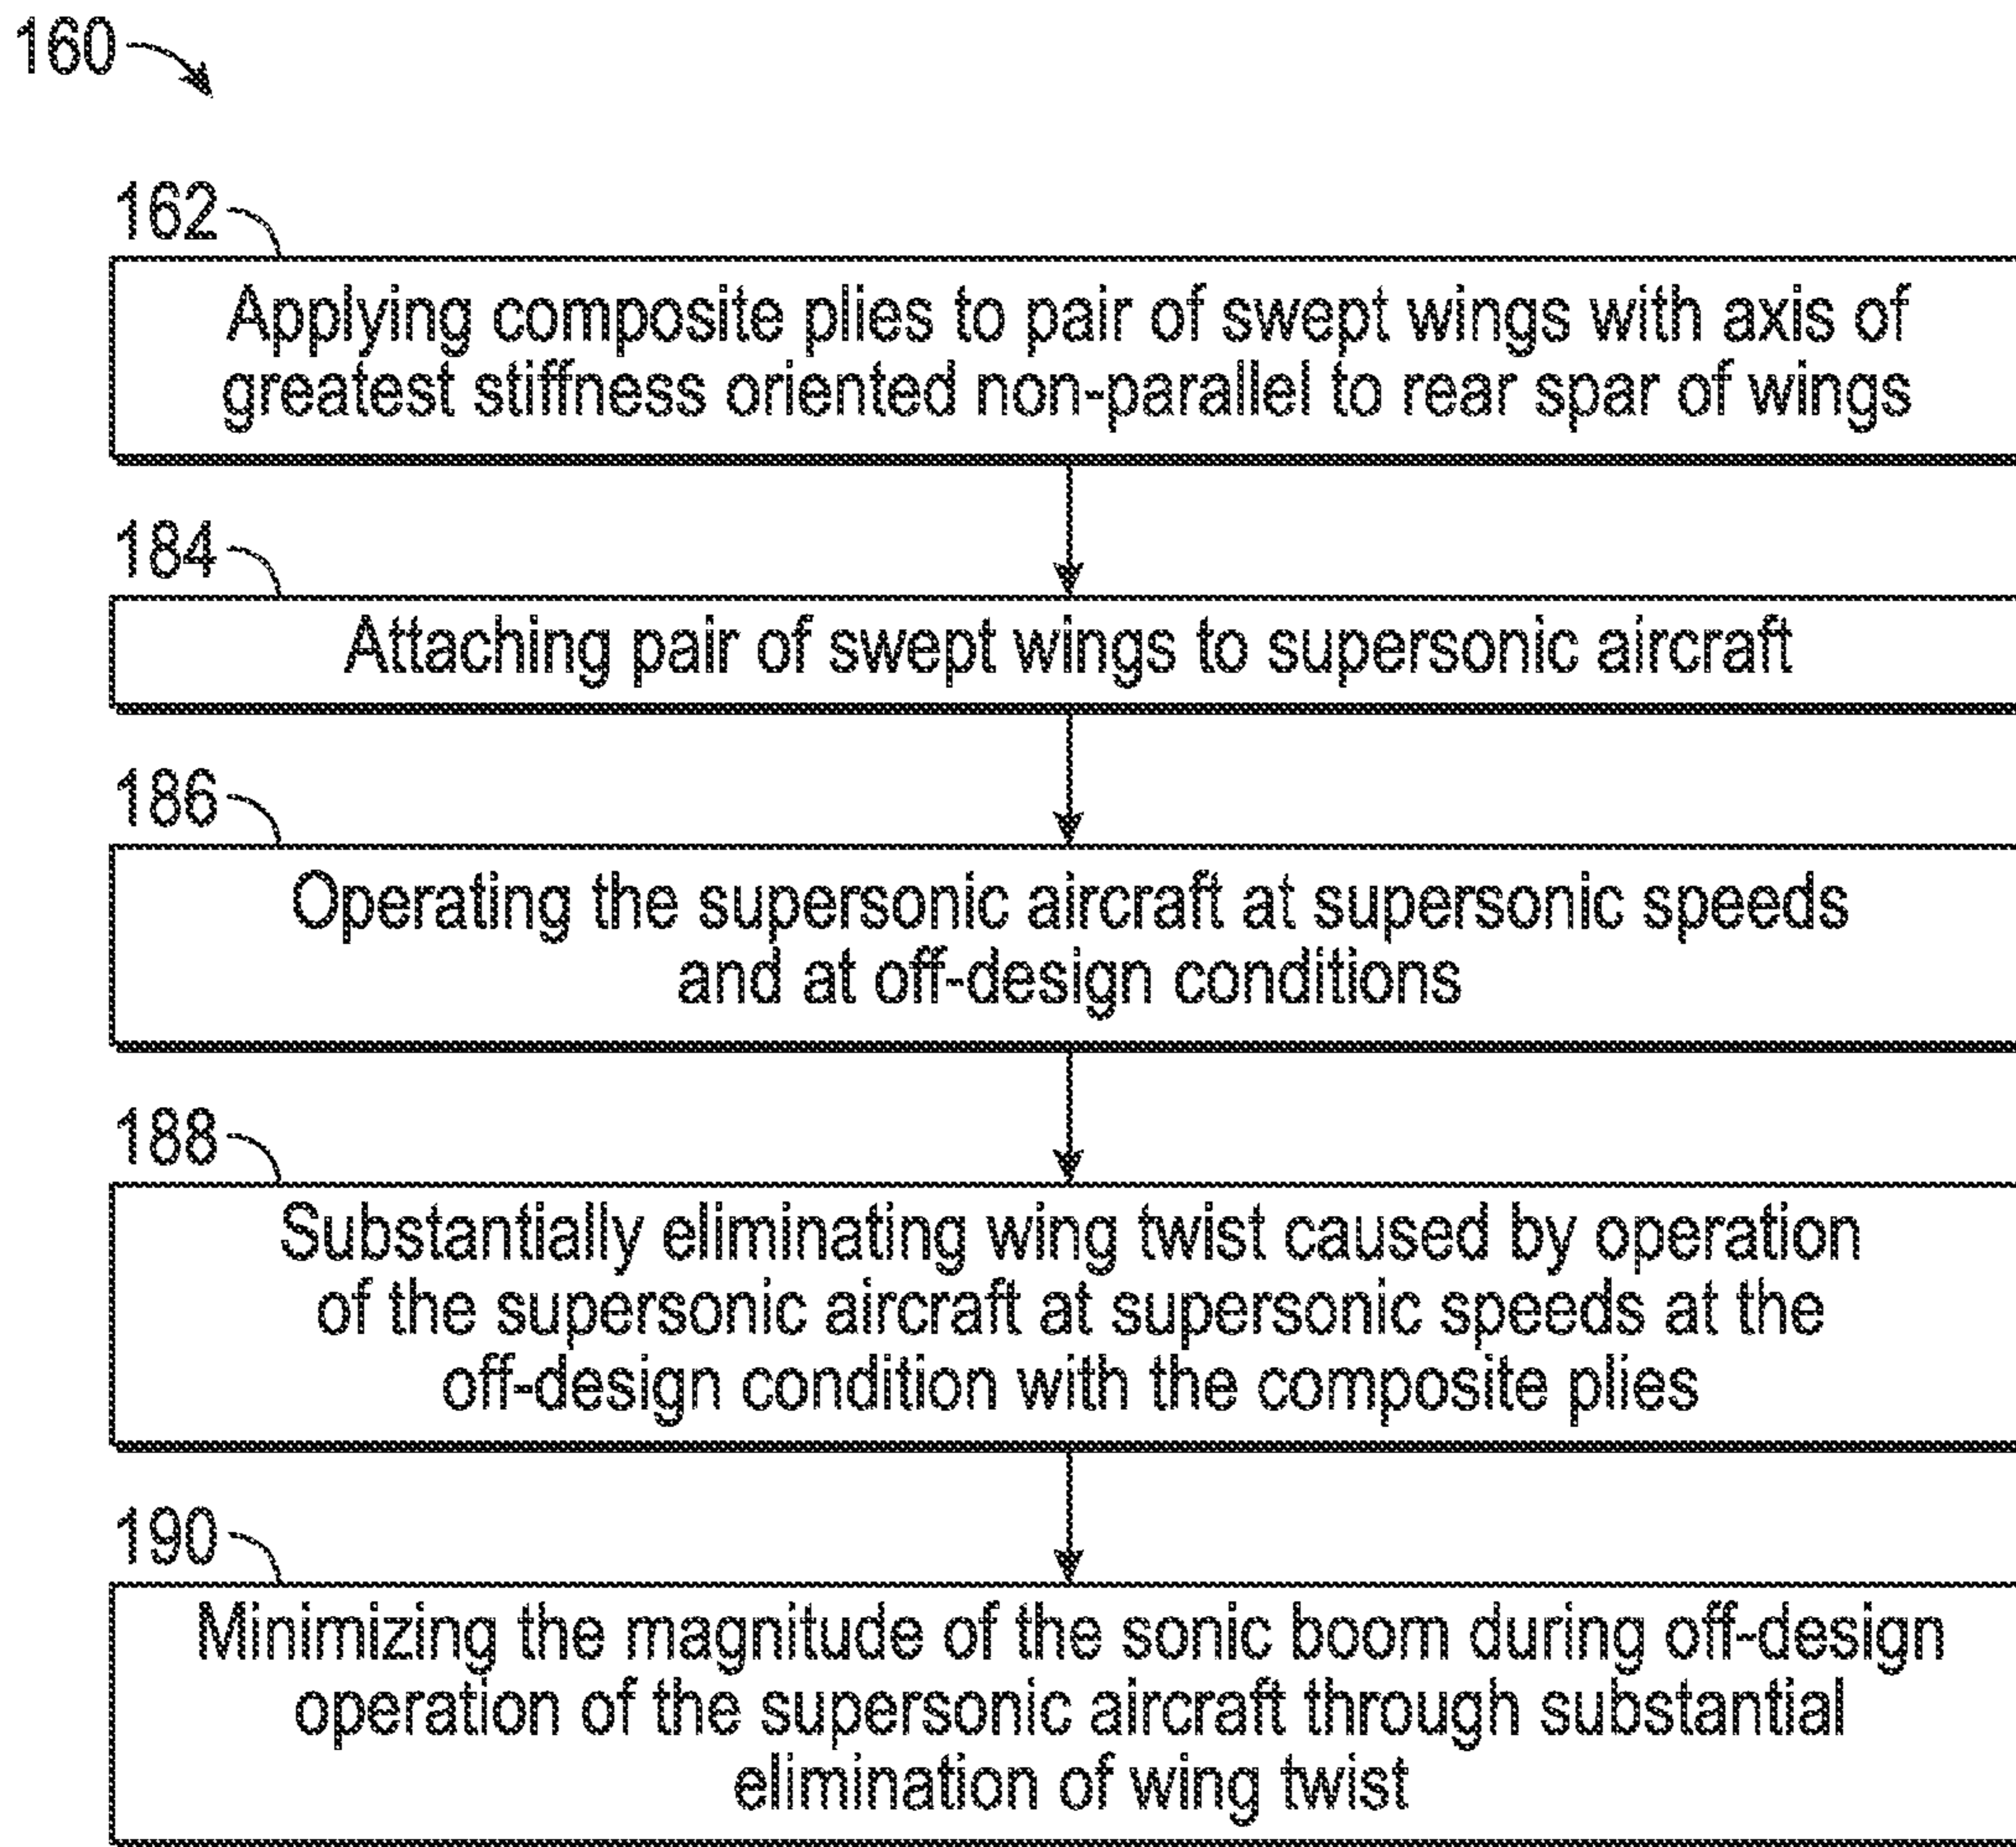 160
162
Applying composite plies to pair of swept wings with axis of
greatest stiffness oriented non-parallel to rear spar of wings
184
Attaching pair of swept wings to supersonic aircraft
186
Operating the supersonic aircraft at supersonic speeds
and at off-design conditions
188
Substantially eliminating wing twist caused by operation
of the supersonic aircraft at supersonic speeds at the
off-design condition with the composite plies
190
Minimizing the magnitude of the sonic boom during off-design
operation of the supersonic aircraft through substantial
elimination of wing twist